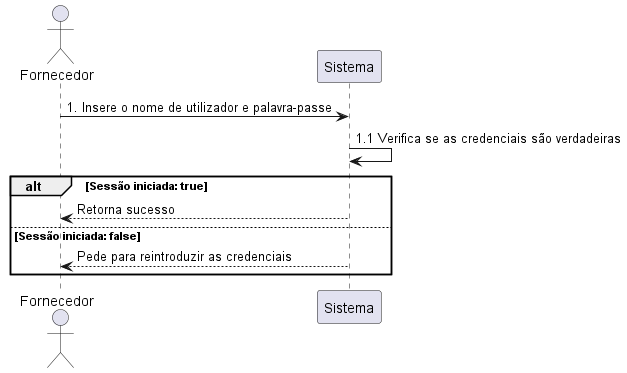 Fornecedor
Sistema
1. Insere o nome de utilizador e palavra-passe
1.1 Verifica se as credenciais são verdadeiras
alt [Sessão iniciada: true]
Retorna sucesso
[Sessão iniciada: false]
Pede para reintroduzir as credenciais
Fornecedor
Sistema